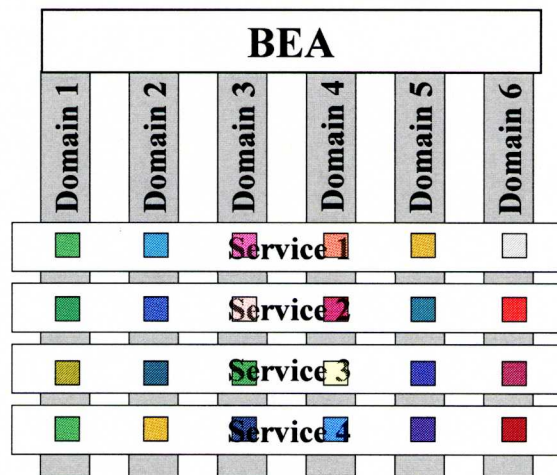 BEA
Domain 1
Domain 2
Domain 3
Domain 4
Domain 5
Domain 6
Service 1
Service 2
Service 3
Service 4